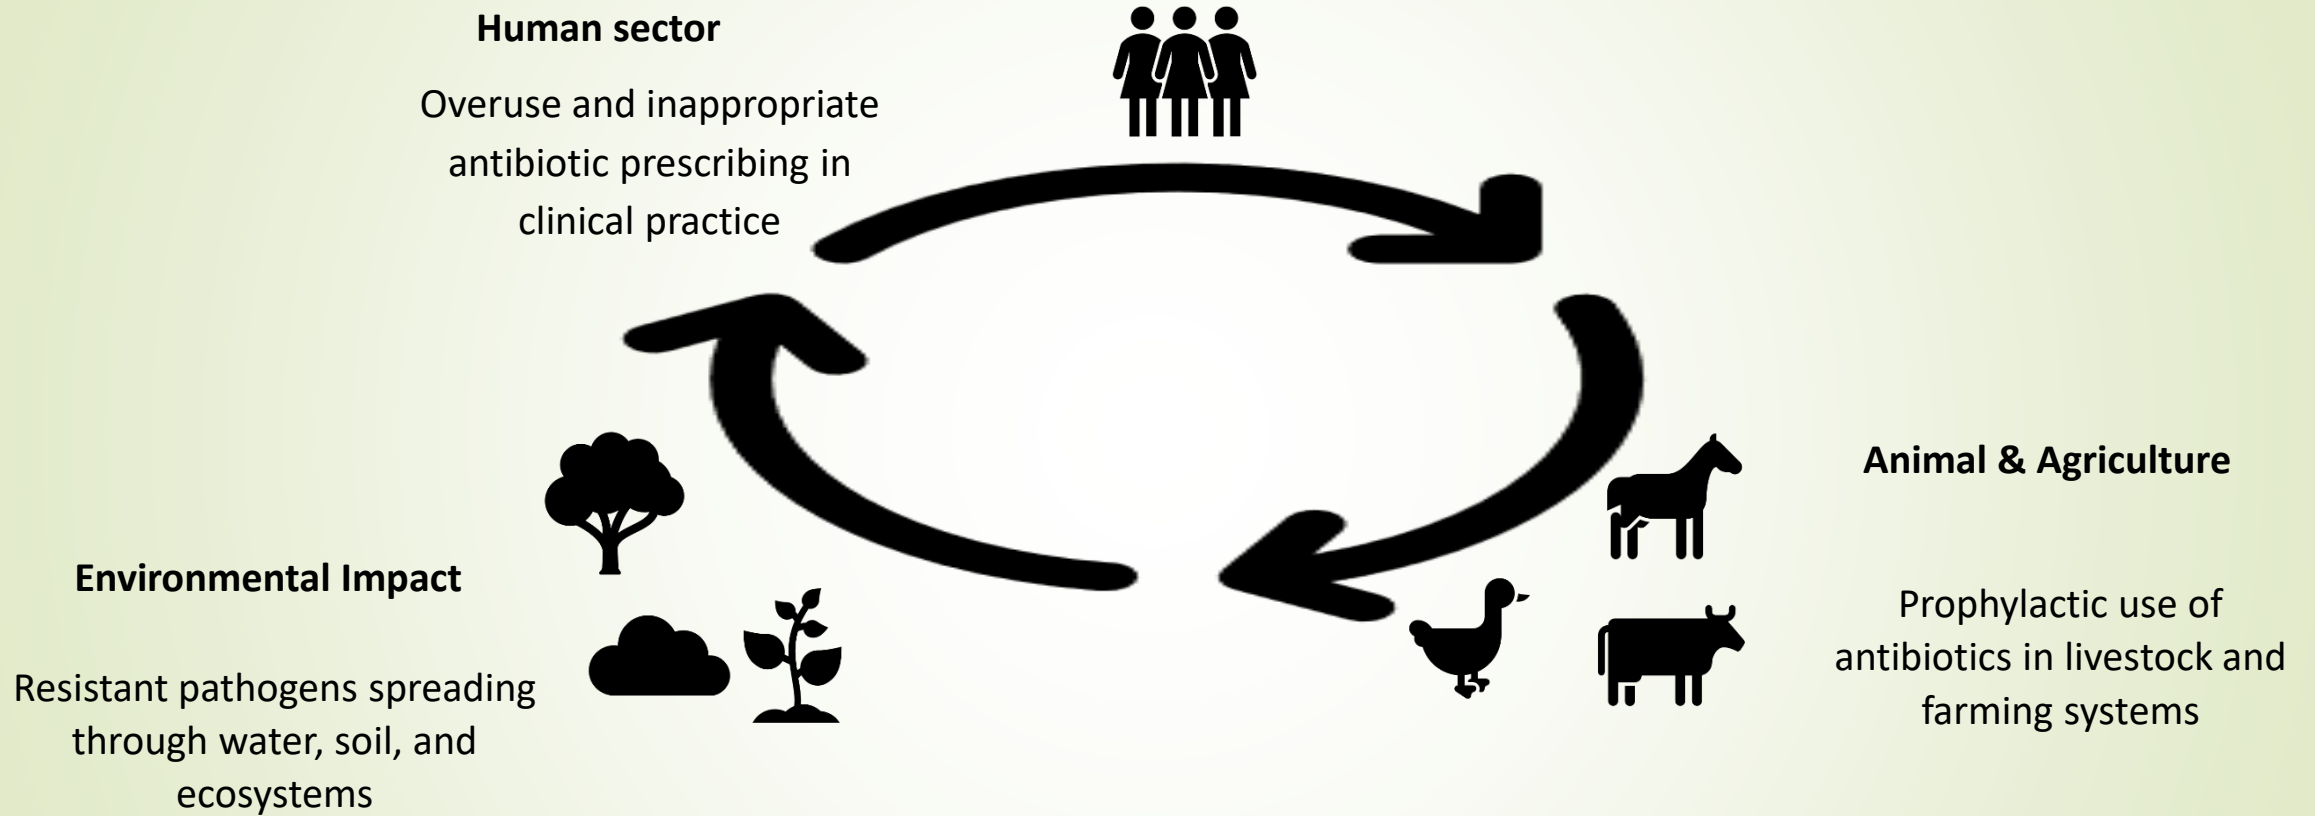 Human sector
Overuse and inappropriate
antibiotic prescribing in
clinical practice
Animal & Agriculture
Prophylactic use of
antibiotics in livestock and
farming systems
Environmental Impact
Resistant pathogens spreading
through water, soil, and
ecosystems